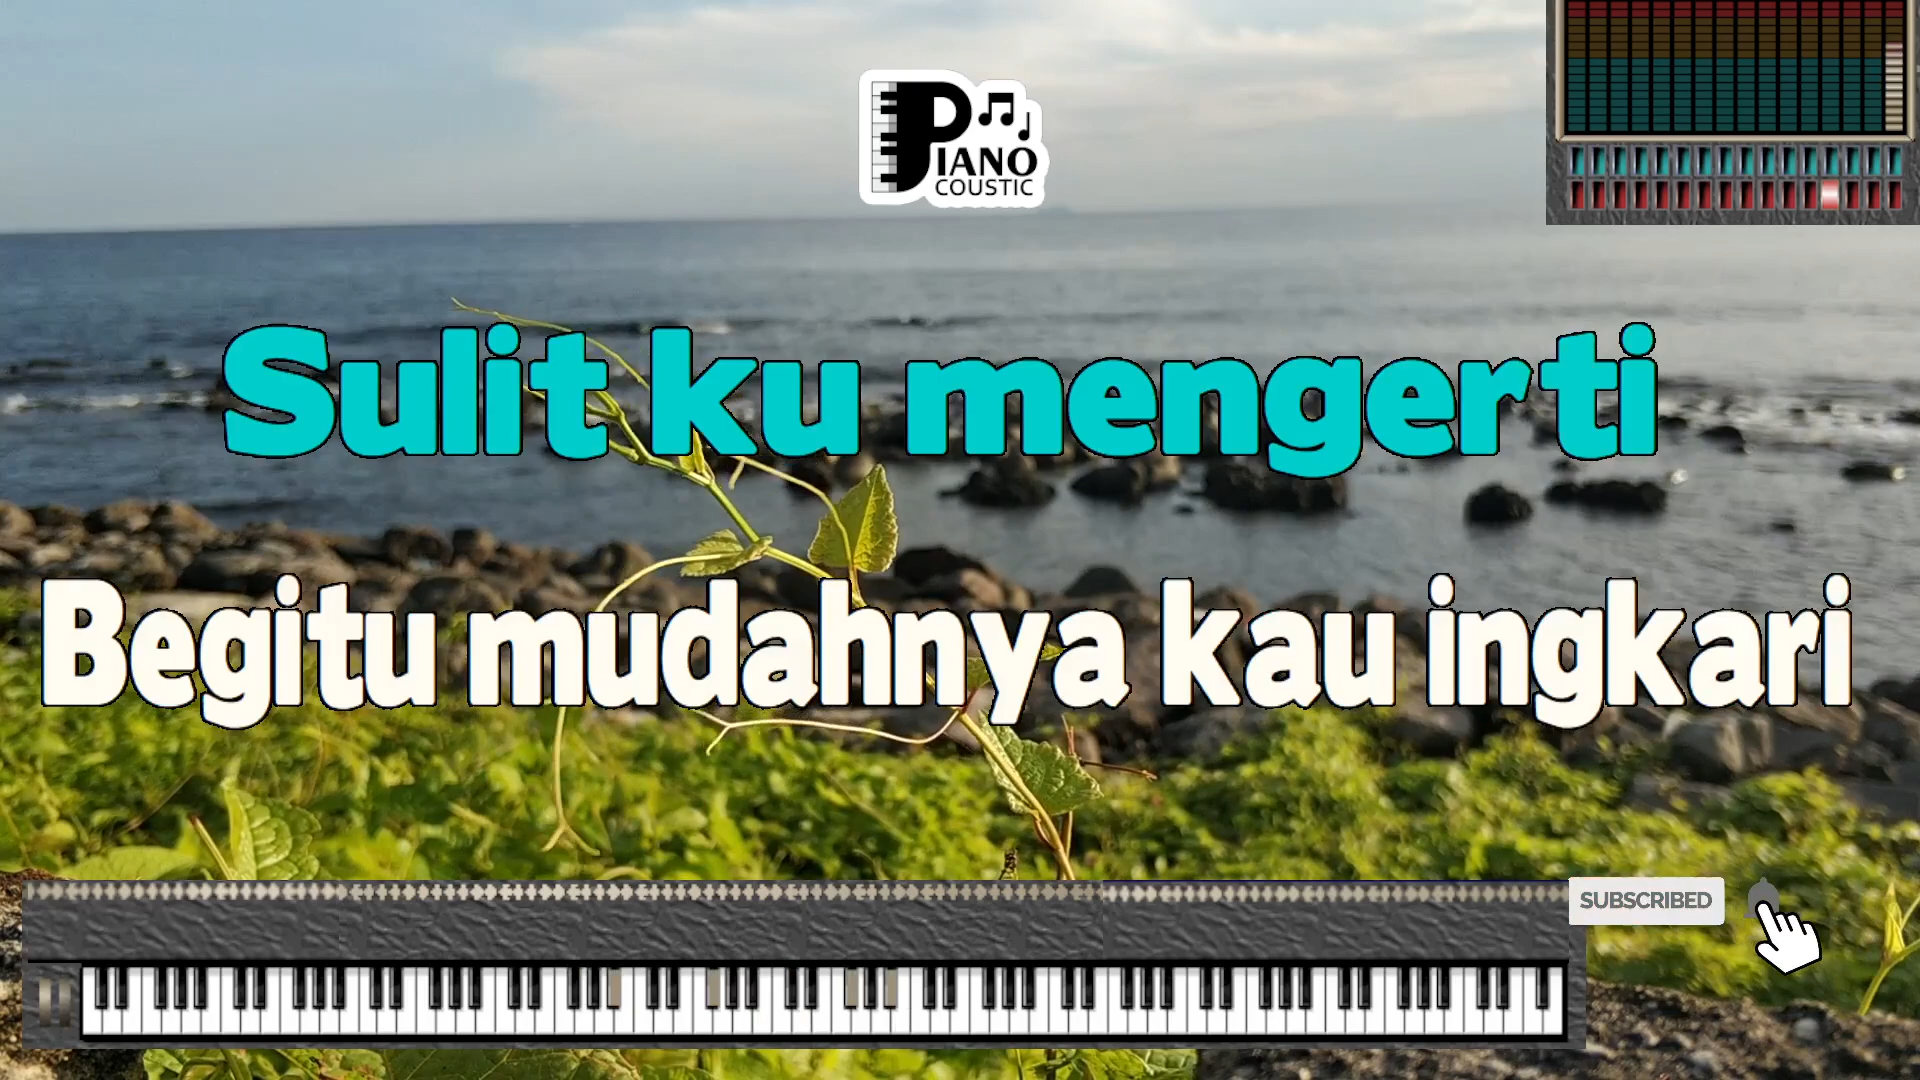 PIANO
COUSTIC
Sulit ku mengerti
Begitu mudahnya kau ingkari
SUBSCRIBED